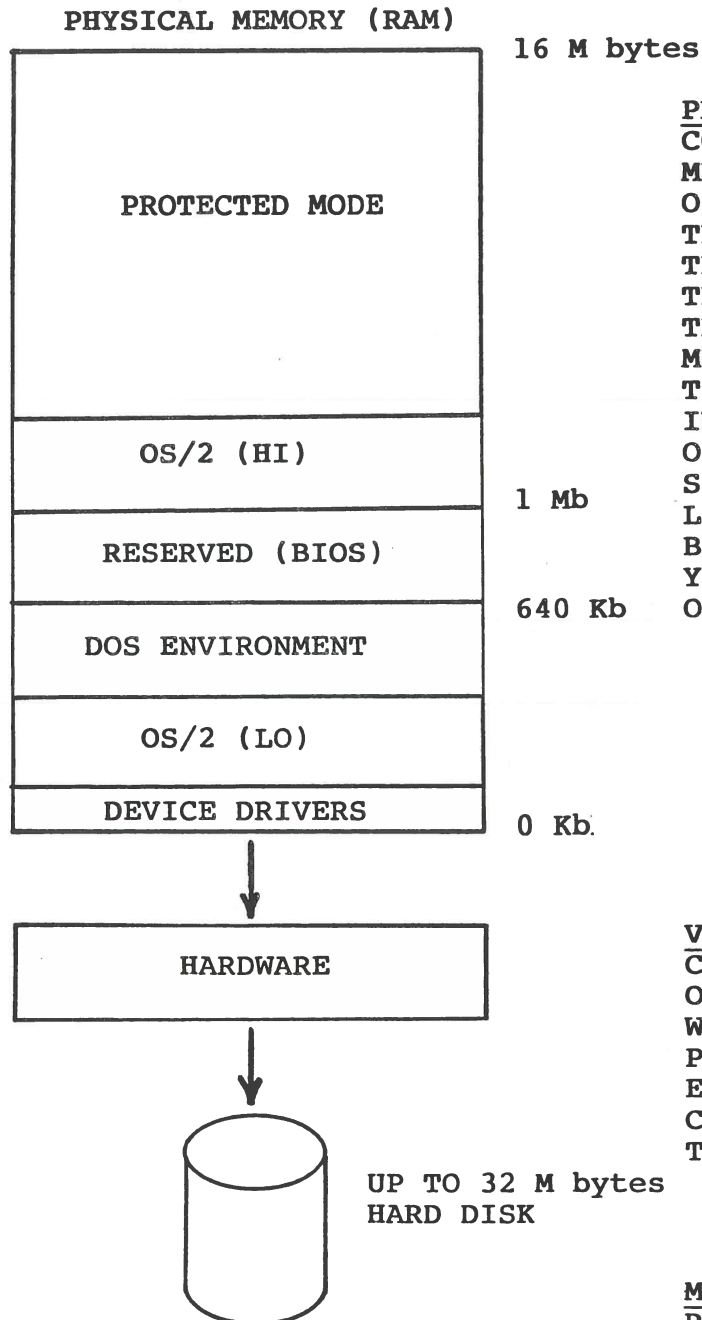 PHYSICAL MEMORY (RAM)
16 M bytes
PROTECTED MODE
OS/2 (HI)
1 Mb
RESERVED (BIOS)
640 Kb
DOS ENVIRONMENT
OS/2 (LO)
DEVICE DRIVERS
0 Kb.
HARDWARE
UP TO 32 M bytes
HARD DISK